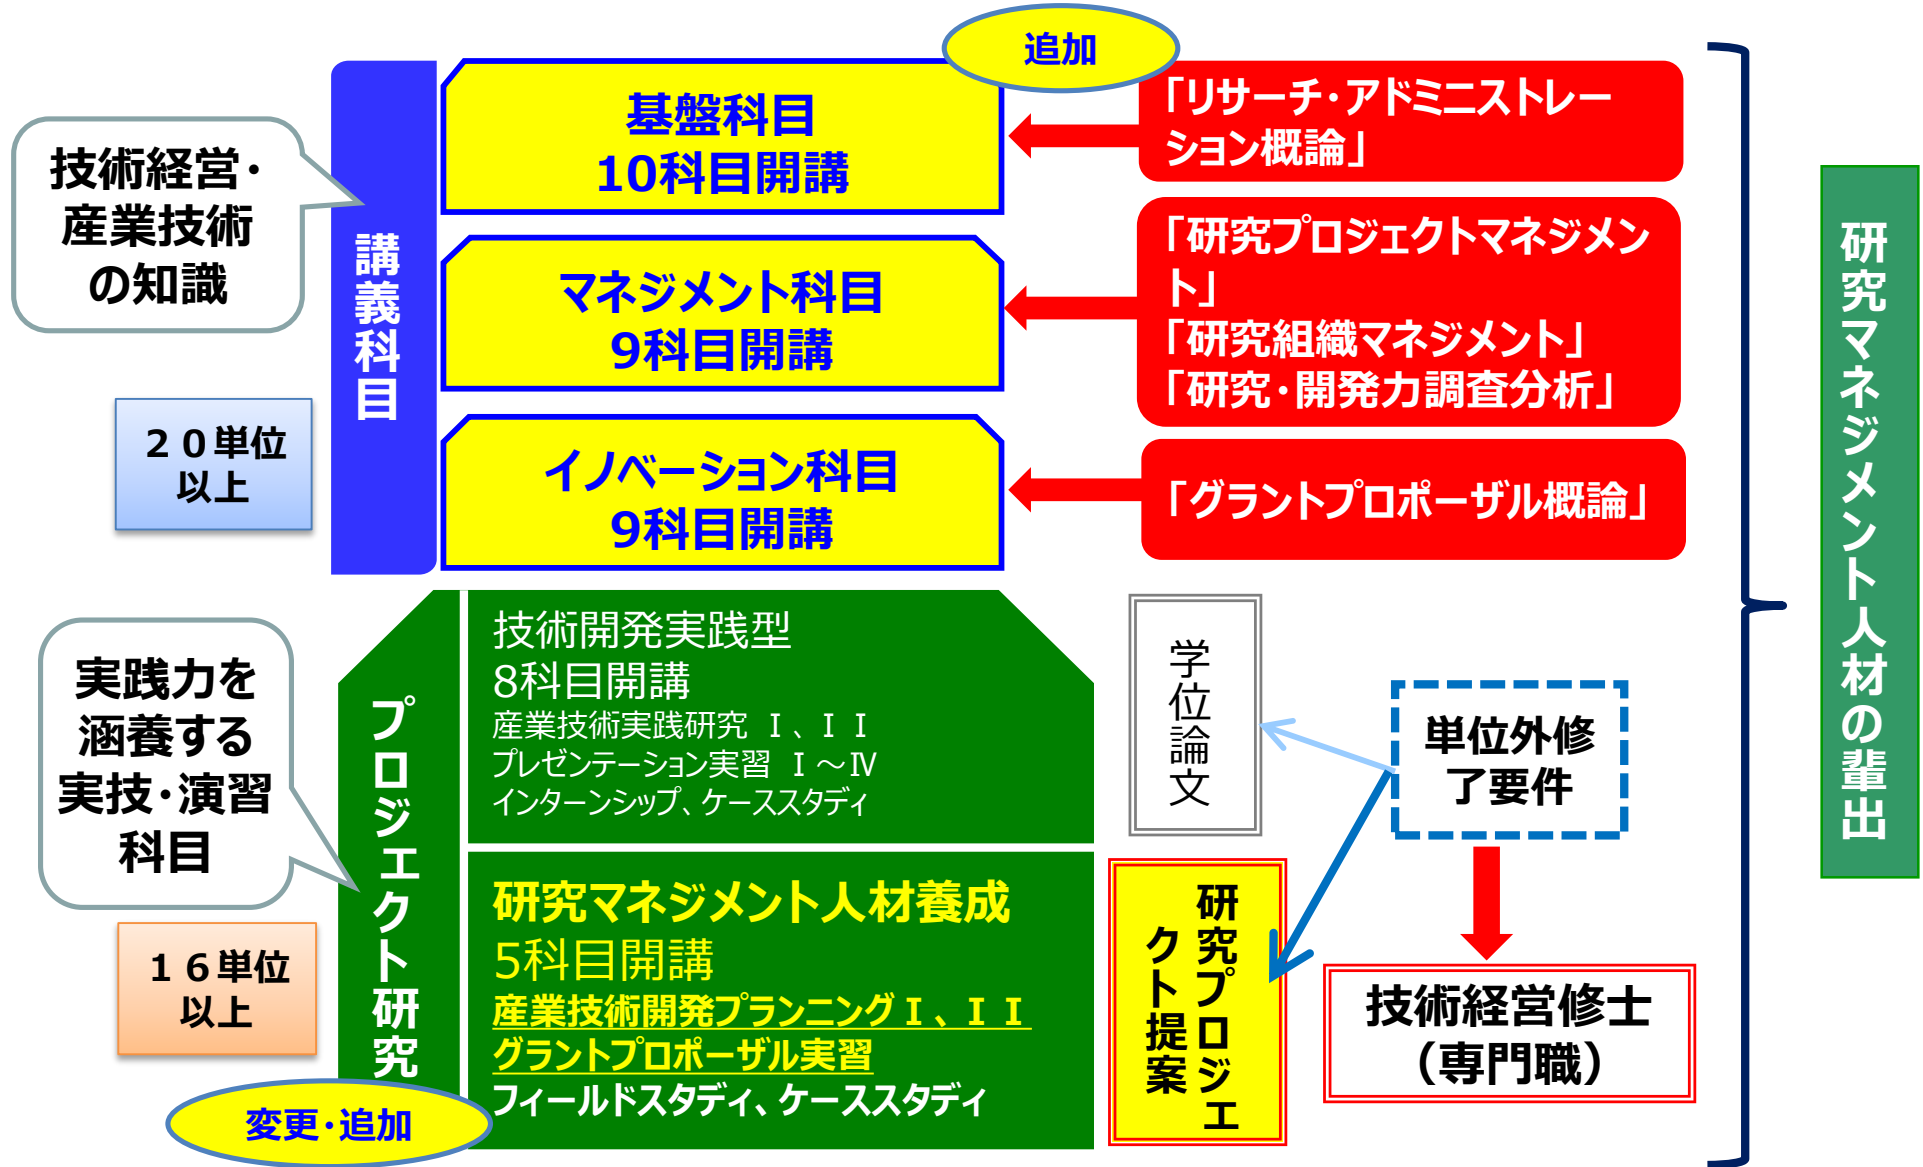 追加
技術経営・
産業技術
の知識
講義科目
基盤科目
10科目開講
「リサーチ・アドミニストレー
ション概論」
マネジメント科目
9科目開講
「研究プロジェクトマネジメン
ト」
「研究組織マネジメント」
「研究・開発力調査分析」
２０単位
以上
イノベーション科目
9科目開講
「グラントプロポーザル概論」
実践力を
涵養する
実技・演習
科目
１６単位
以上
プロジェクト研究
技術開発実践型
8科目開講
産業技術実践研究 Ｉ、ＩＩ
プレゼンテーション実習 Ｉ～Ⅳ
インターンシップ、ケーススタディ
研究マネジメント人材養成
5科目開講
産業技術開発プランニングＩ、ＩＩ
グラントプロポーザル実習
フィールドスタディ、ケーススタディ
変更・追加
学位論文
研究プロジェ
クト提案
単位外修
了要件
技術経営修士
（専門職）
研究マネジメント人材の輩出